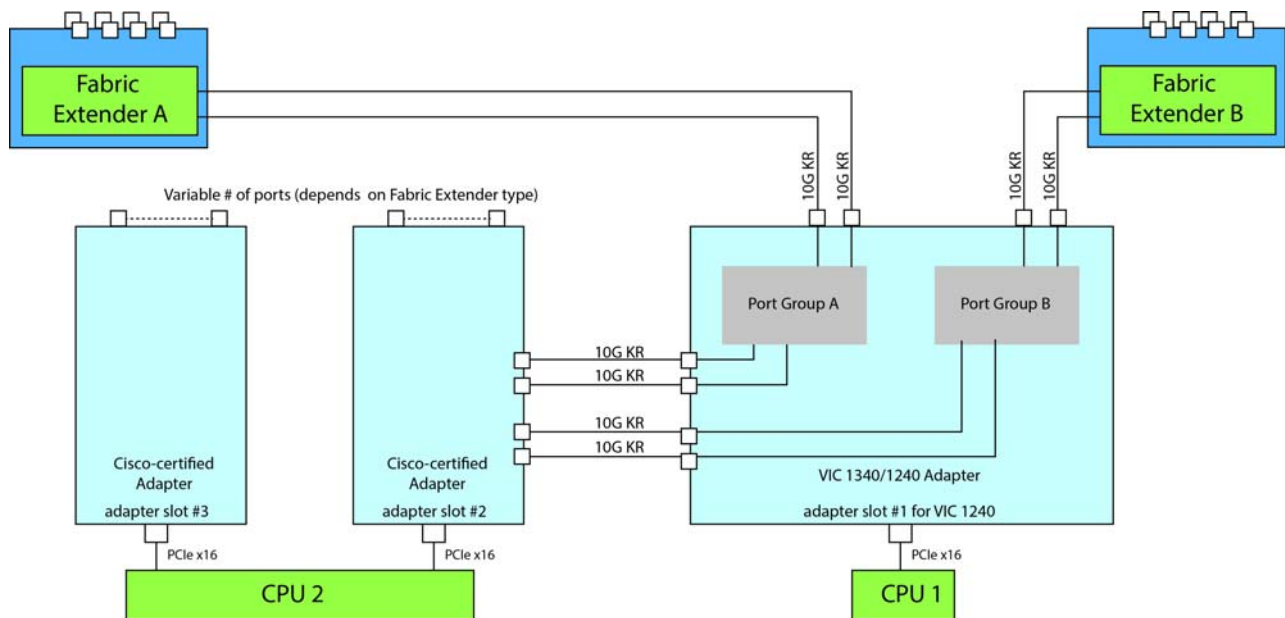 Fabric
Extender A
Fabric
Extender B
10G KR
10G KR
10G KR
10G KR
Variable # of ports (depends on Fabric Extender type)
Port Group A
Port Group B
10G KR
10G KR
10G KR
10G KR
Cisco-certified
Adapter
adapter slot #3
Cisco-certified
Adapter
adapter slot #2
VIC 1340/1240 Adapter
adapter slot #1 for VIC 1240
PCIe x16
PCIe x16
PCIe x16
CPU 2
CPU 1